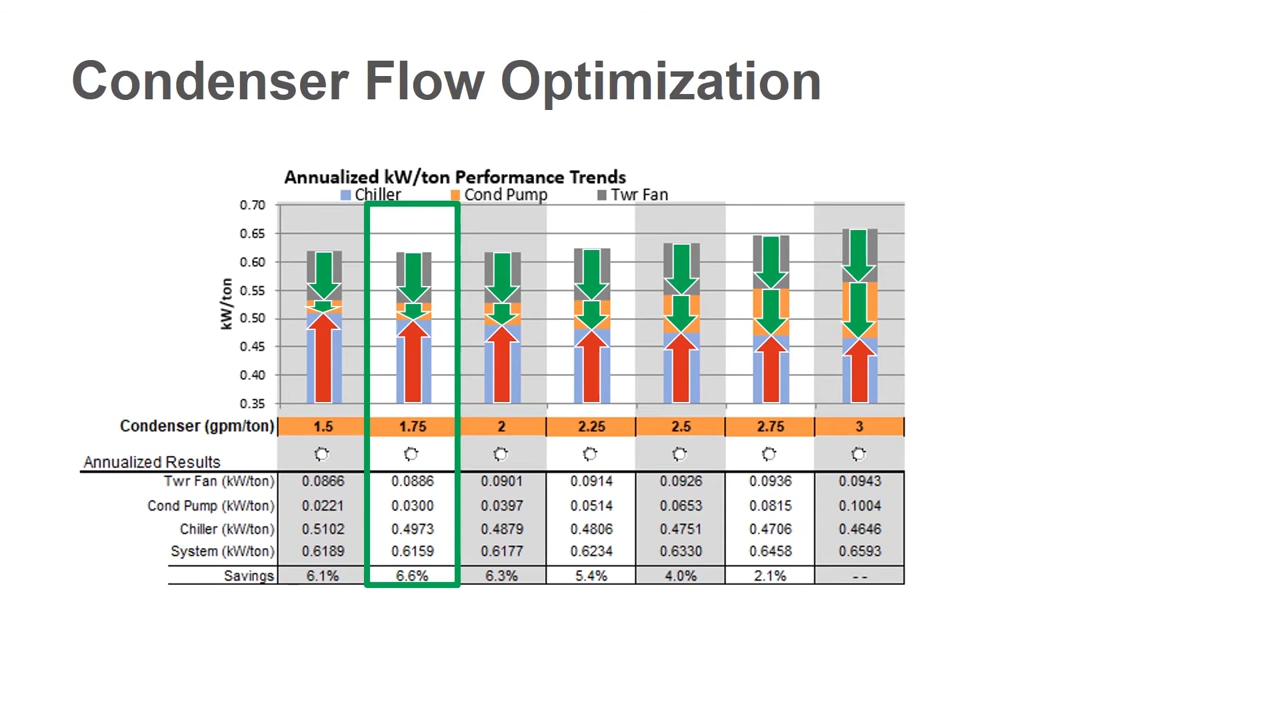 Condenser Flow Optimization
Annualized kW/ton Performance Trends
Chiller Cond Pump Twr Fan
0.70
0.65
0.60
0.55
0.50
0.45
0.40
0.35
kW/ton
Condenser (gpm/ton) 1.5 1.75 2 2.25 2.5 2.75 3
Annualized Results
Twr Fan (kW/ton) 0.0866 0.0886 0.0901 0.0914 0.0926 0.0936 0.0943
Cond Pump (kW/ton) 0.0221 0.0300 0.0397 0.0514 0.0653 0.0815 0.1004
Chiller (kW/ton) 0.5102 0.4973 0.4879 0.4806 0.4751 0.4706 0.4646
System (kW/ton) 0.6189 0.6159 0.6177 0.6234 0.6330 0.6458 0.6593
Savings 6.1% 6.6% 6.3% 5.4% 4.0% 2.1% - -